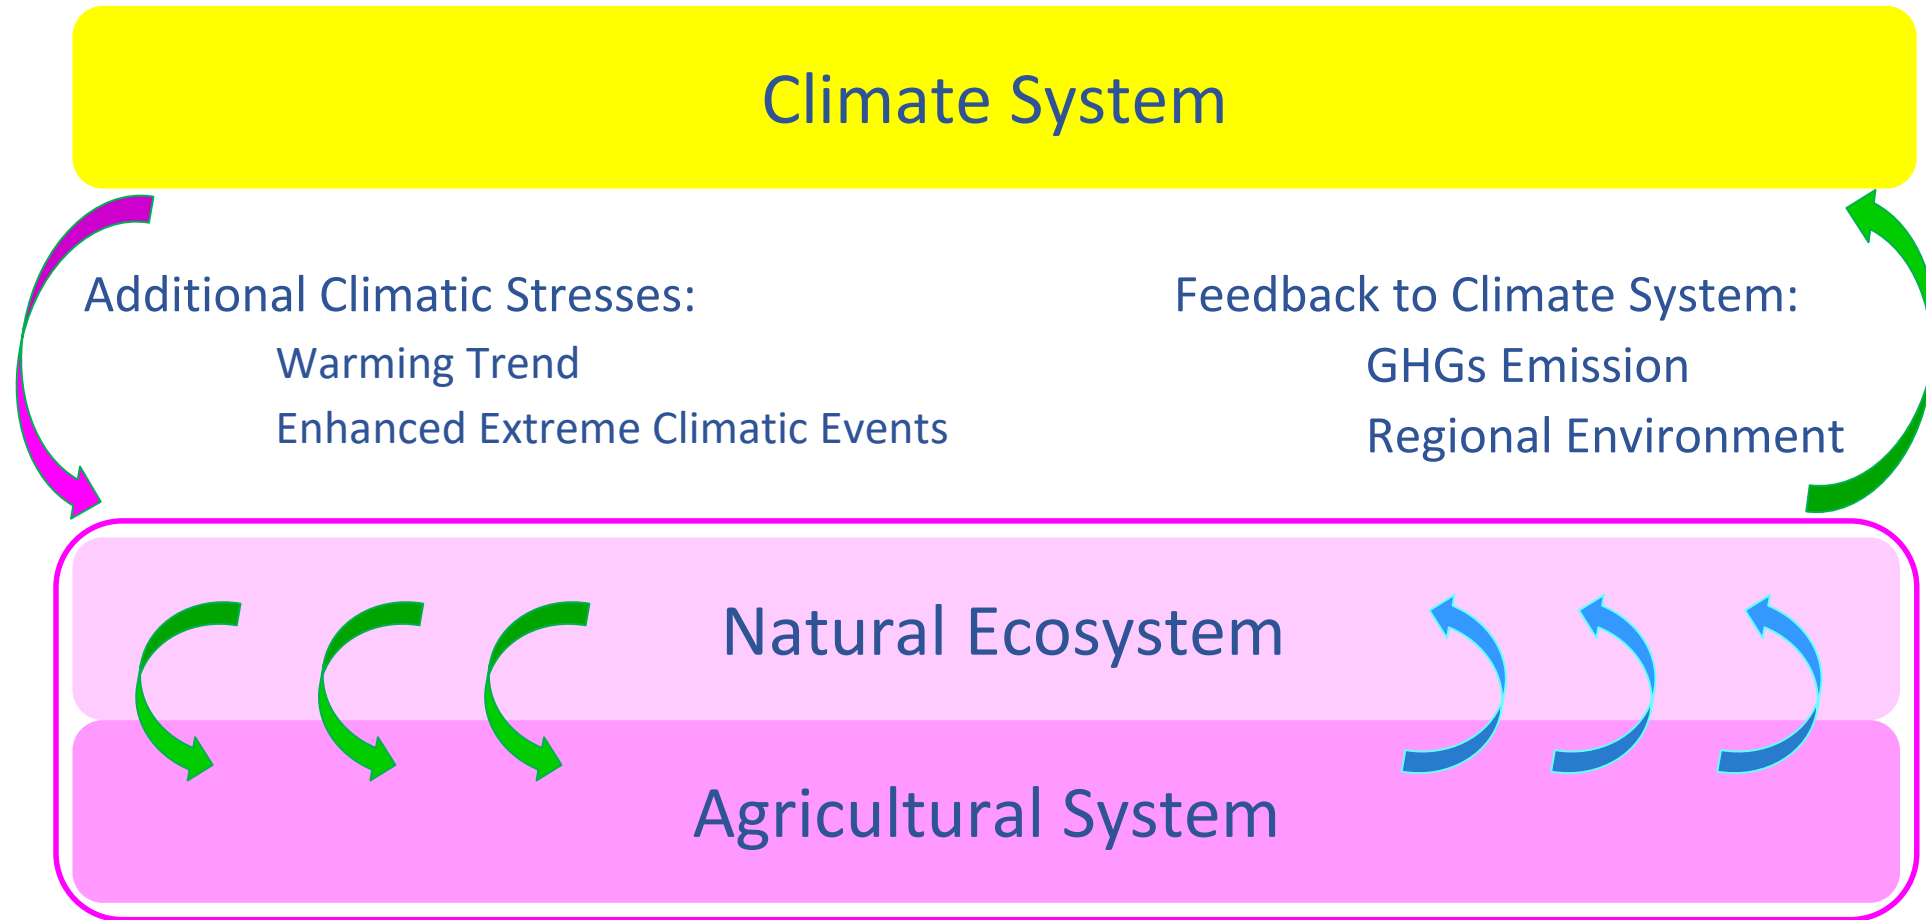 Climate System
Additional Climatic Stresses:
Warming Trend
Enhanced Extreme Climatic Events
Feedback to Climate System:
GHGs Emission
Regional Environment
Natural Ecosystem
Agricultural System